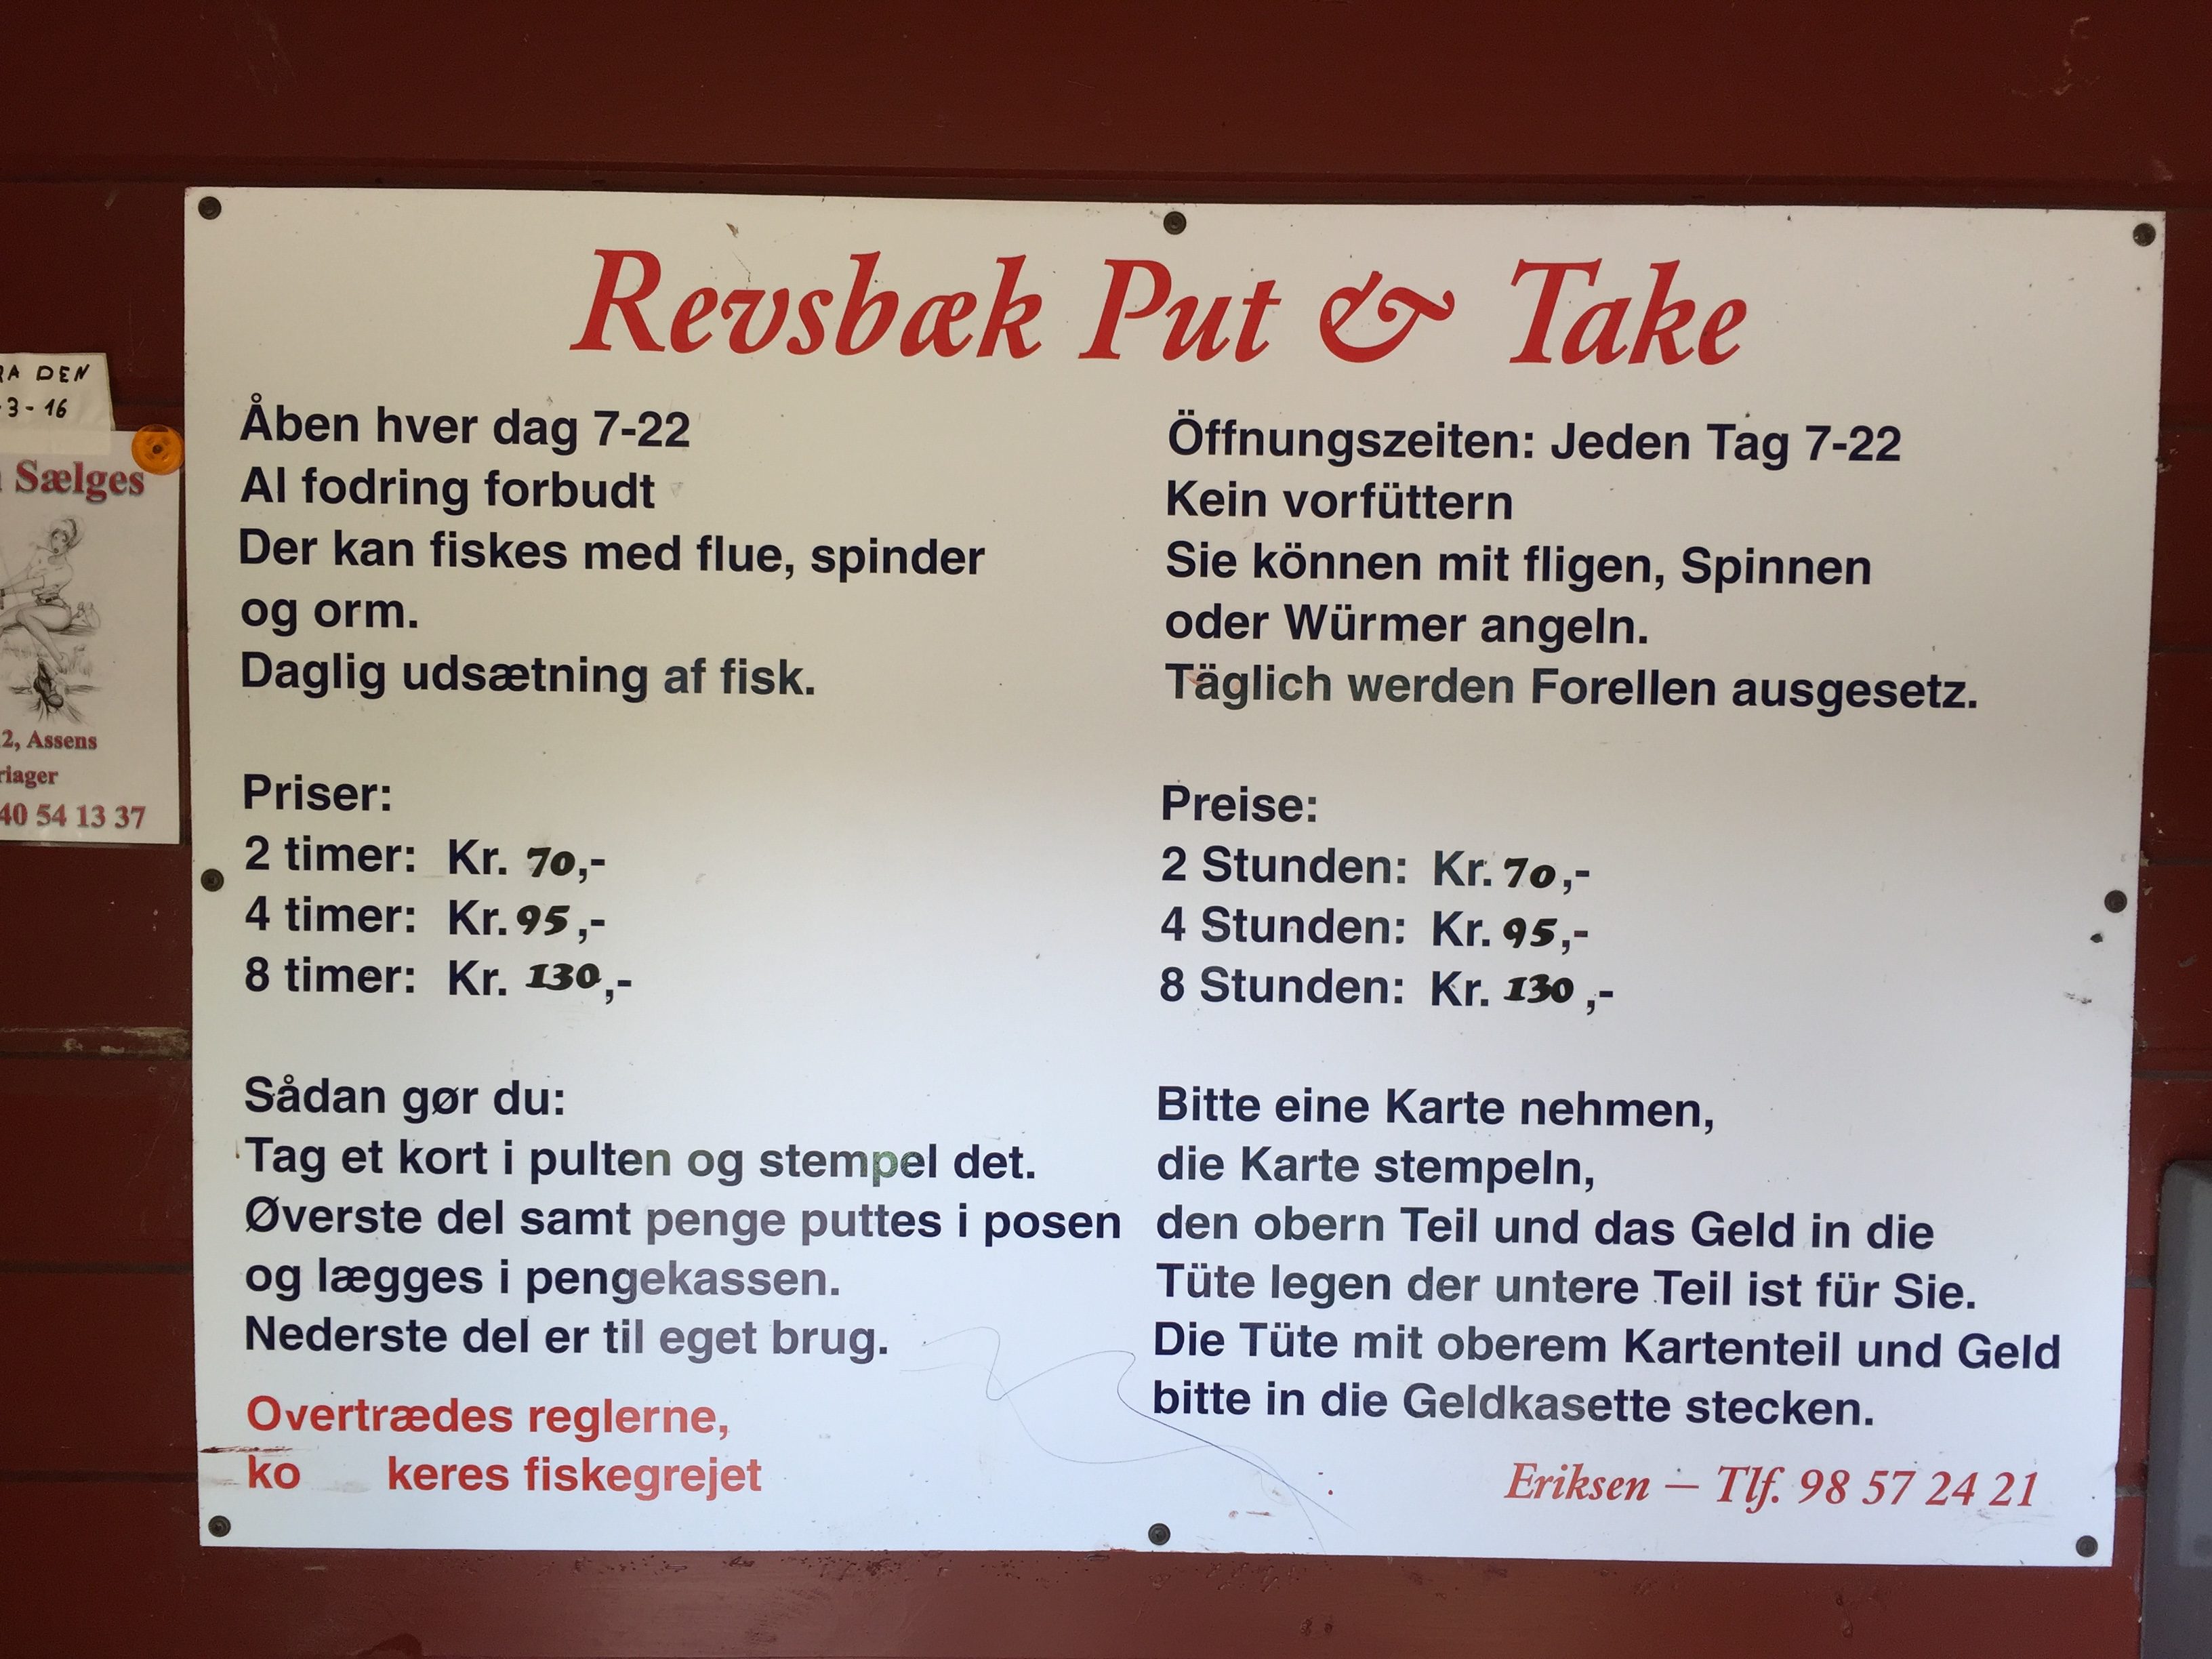 Revsbæk Put & Take
Åben hver dag 7-22
Al fodring forbudt
Der kan fiskes med flue, spinder
og orm.
Daglig udsætning af fisk.
Priser:
2 timer: Kr. 70,-
4 timer: Kr. 95,-
8 timer: Kr. 130,-
Sådan gør du:
Tag et kort i pulten og stempel det.
Øverste del samt penge puttes i posen
og lægges i pengekassen.
Nederste del er til eget brug.
Overtrædes reglerne,
ko keres fiskegrejet
Öffnungszeiten: Jeden Tag 7-22
Kein vorfüttern
Sie können mit fligen, Spinnen
oder Würmer angeln.
Täglich werden Forellen ausgesetz.
Preise:
2 Stunden: Kr. 70,-
4 Stunden: Kr. 95,-
8 Stunden: Kr. 130,-
Bitte eine Karte nehmen,
die Karte stempeln,
den obern Teil und das Geld in die
Tüte legen der untere Teil ist für Sie.
Die Tüte mit oberem Kartenteil und Geld
bitte in die Geldkasette stecken.
Eriksen – Tlf. 98 57 24 21
DEN
3-16
Sælges
2, Assens
40 54 13 37